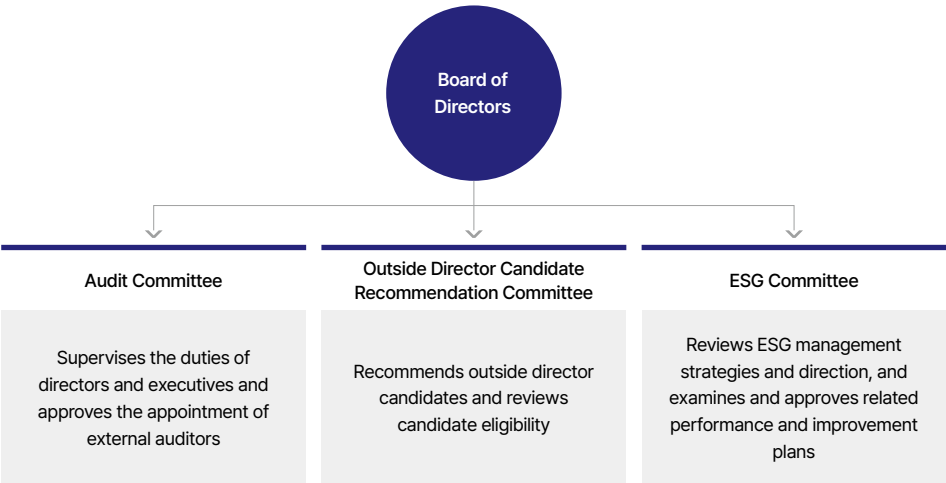 Board of
Directors
Audit Committee
Supervises the duties of
directors and executives and
approves the appointment of
external auditors
Outside Director Candidate
Recommendation Committee
Recommends outside director
candidates and reviews
candidate eligibility
ESG Committee
Reviews ESG management
strategies and direction, and
examines and approves related
performance and improvement
plans